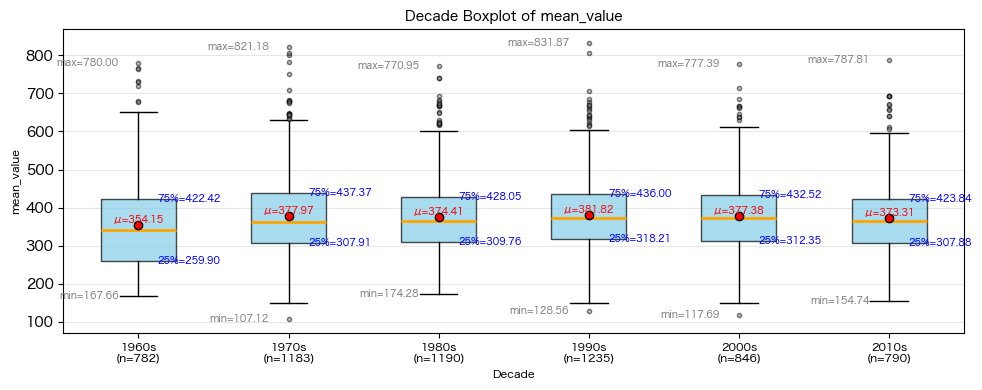 Decade Boxplot of mean_value
mean_value
800
700
600
500
400
300
200
100
max=780.00
75%=422.42
μ=354.15
25%=259.90
min=167.66
max=821.18
75%=437.37
μ=377.97
25%=307.91
min=107.12
max=770.95
75%=428.05
μ=374.41
25%=309.76
min=174.28
max=831.87
75%=436.00
μ=381.82
25%=318.21
min=128.56
max=777.39
75%=432.52
μ=377.38
25%=312.35
min=117.69
max=787.81
75%=423.84
μ=373.31
25%=307.88
min=154.74
1960s
(n=782)
1970s
(n=1183)
1980s
(n=1190)
1990s
(n=1235)
2000s
(n=846)
2010s
(n=790)
Decade